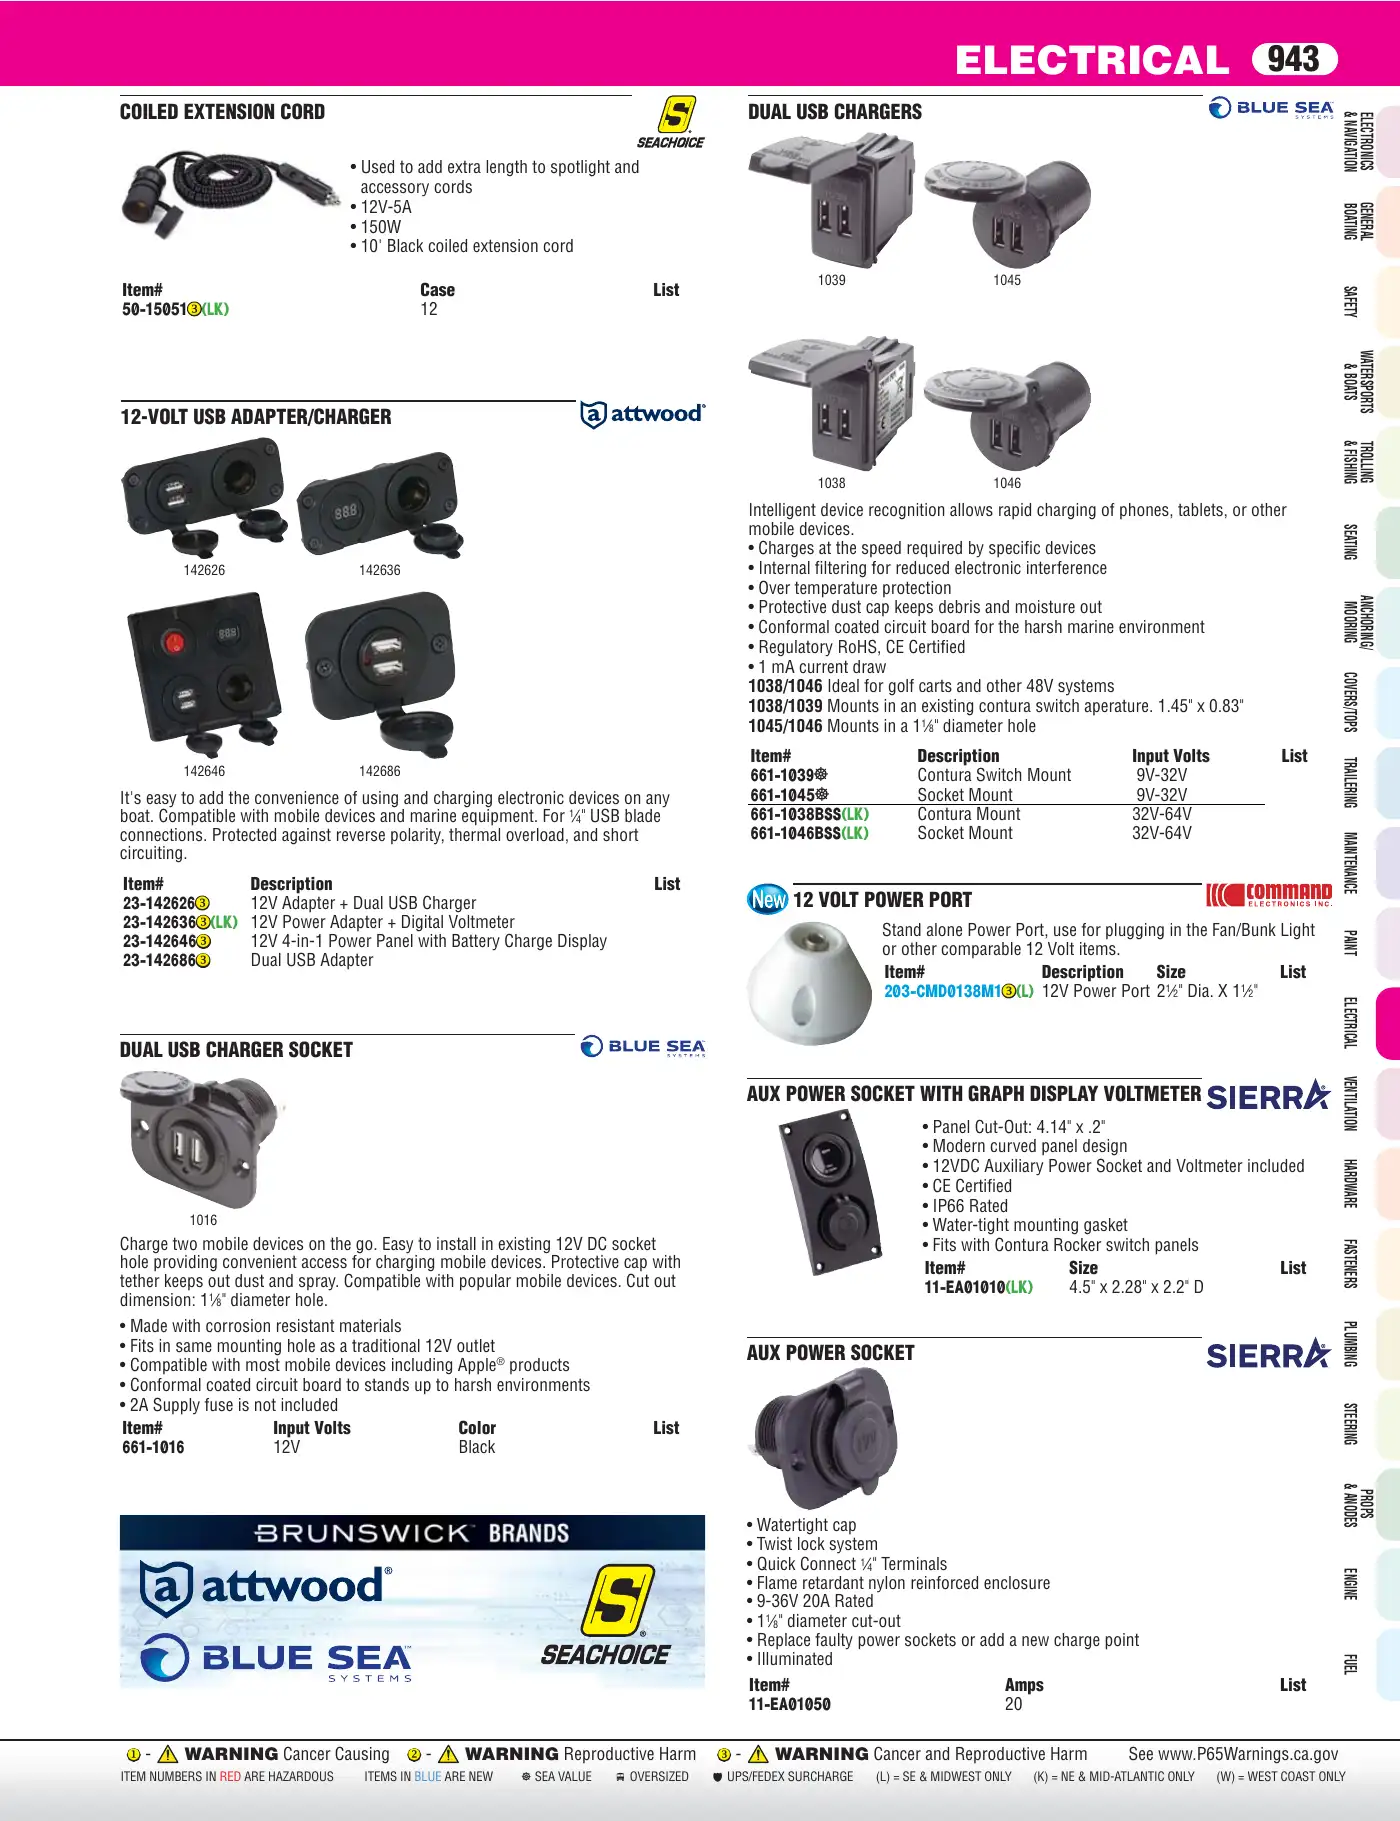 ELECTRICAL 943
COILED EXTENSION CORD
SEACHOICE
• Used to add extra length to spotlight and
accessory cords
• 12V-5A
• 150W
• 10' Black coiled extension cord
Item# Case List
50-15051③(LK) 12
12-VOLT USB ADAPTER/CHARGER
attwood®
142626 142636
142646 142686
It's easy to add the convenience of using and charging electronic devices on any
boat. Compatible with mobile devices and marine equipment. For ¼" USB blade
connections. Protected against reverse polarity, thermal overload, and short
circuiting.
Item# Description List
23-142626③ 12V Adapter + Dual USB Charger
23-142636③(LK) 12V Power Adapter + Digital Voltmeter
23-142646③ 12V 4-in-1 Power Panel with Battery Charge Display
23-142686③ Dual USB Adapter
DUAL USB CHARGER SOCKET
BLUE SEA
SYSTEMS
1016
Charge two mobile devices on the go. Easy to install in existing 12V DC socket
hole providing convenient access for charging mobile devices. Protective cap with
tether keeps out dust and spray. Compatible with popular mobile devices. Cut out
dimension: 1⅛" diameter hole.
• Made with corrosion resistant materials
• Fits in same mounting hole as a traditional 12V outlet
• Compatible with most mobile devices including Apple® products
• Conformal coated circuit board to stands up to harsh environments
• 2A Supply fuse is not included
Item# Input Volts Color List
661-1016 12V Black
BRUNSWICK™ BRANDS
attwood®
BLUE SEA™
SYSTEMS
SEACHOICE®
DUAL USB CHARGERS
BLUE SEA
SYSTEMS
1039 1045
1038 1046
Intelligent device recognition allows rapid charging of phones, tablets, or other
mobile devices.
• Charges at the speed required by specific devices
• Internal filtering for reduced electronic interference
• Over temperature protection
• Protective dust cap keeps debris and moisture out
• Conformal coated circuit board for the harsh marine environment
• Regulatory RoHS, CE Certified
• 1 mA current draw
1038/1046 Ideal for golf carts and other 48V systems
1038/1039 Mounts in an existing contura switch aperature. 1.45" x 0.83"
1045/1046 Mounts in a 1⅛" diameter hole
Item# Description Input Volts List
661-1039☸ Contura Switch Mount 9V-32V
661-1045☸ Socket Mount 9V-32V
661-1038BSS(LK) Contura Mount 32V-64V
661-1046BSS(LK) Socket Mount 32V-64V
New 12 VOLT POWER PORT
COMMAND
ELECTRONICS INC.
Stand alone Power Port, use for plugging in the Fan/Bunk Light
or other comparable 12 Volt items.
Item# Description Size List
203-CMD0138M1③(L) 12V Power Port 2½" Dia. X 1½"
AUX POWER SOCKET WITH GRAPH DISPLAY VOLTMETER
SIERRA
• Panel Cut-Out: 4.14" x .2"
• Modern curved panel design
• 12VDC Auxiliary Power Socket and Voltmeter included
• CE Certified
• IP66 Rated
• Water-tight mounting gasket
• Fits with Contura Rocker switch panels
Item# Size List
11-EA01010(LK) 4.5" x 2.28" x 2.2" D
AUX POWER SOCKET
SIERRA
12V
• Watertight cap
• Twist lock system
• Quick Connect ¼" Terminals
• Flame retardant nylon reinforced enclosure
• 9-36V 20A Rated
• 1⅛" diameter cut-out
• Replace faulty power sockets or add a new charge point
• Illuminated
Item# Amps List
11-EA01050 20
ELECTRONICS
& NAVIGATION
GENERAL
BOATING
SAFETY
WATERSPORTS
& BOATS
TROLLING
& FISHING
SEATING
ANCHORING/
MOORING
COVERS/TOPS
TRAILERING
MAINTENANCE
PAINT
ELECTRICAL
VENTILATION
HARDWARE
FASTENERS
PLUMBING
STEERING
PROPS
& ANODES
ENGINE
FUEL
① - ⚠ WARNING Cancer Causing ② - ⚠ WARNING Reproductive Harm ③ - ⚠ WARNING Cancer and Reproductive Harm See www.P65Warnings.ca.gov
ITEM NUMBERS IN RED ARE HAZARDOUS ITEMS IN BLUE ARE NEW ☸ SEA VALUE OVERSIZED UPS/FEDEX SURCHARGE (L) = SE & MIDWEST ONLY (K) = NE & MID-ATLANTIC ONLY (W) = WEST COAST ONLY